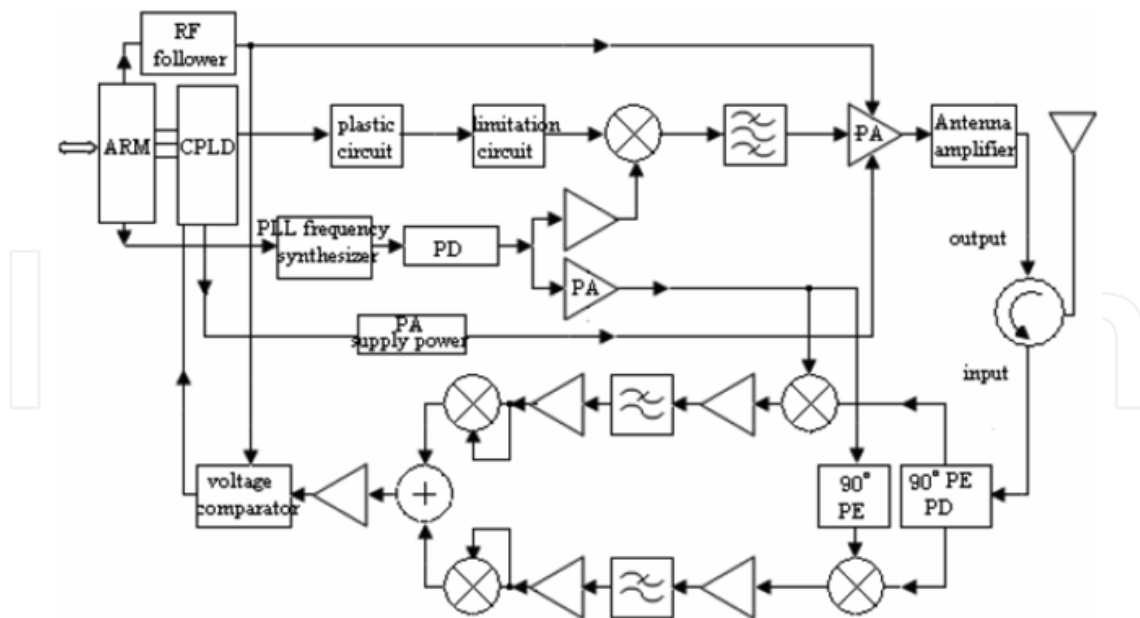 RF
follower
ARM
CPLD
plastic
circuit
limitation
circuit
PA
Antenna
amplifier
PLL frequency
synthesizer
PD
PA
output
PA
supply power
input
voltage
comparator
+
90° PE
90° PE
PD